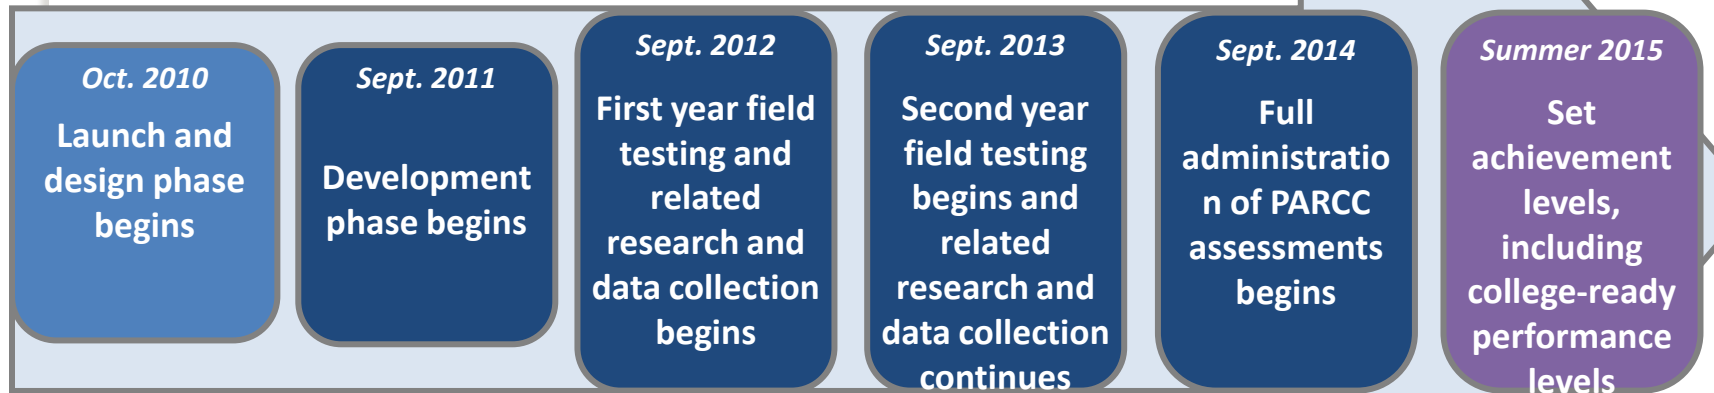 Oct. 2010
Launch and
design phase
begins
Sept. 2011
Development
phase begins
Sept. 2012
First year field
testing and
related
research and
data collection
begins
Sept. 2013
Second year
field testing
begins and
related
research and
data collection
continues
Sept. 2014
Full
administratio
n of PARCC
assessments
begins
Summer 2015
Set
achievement
levels,
including
college-ready
performance
levels